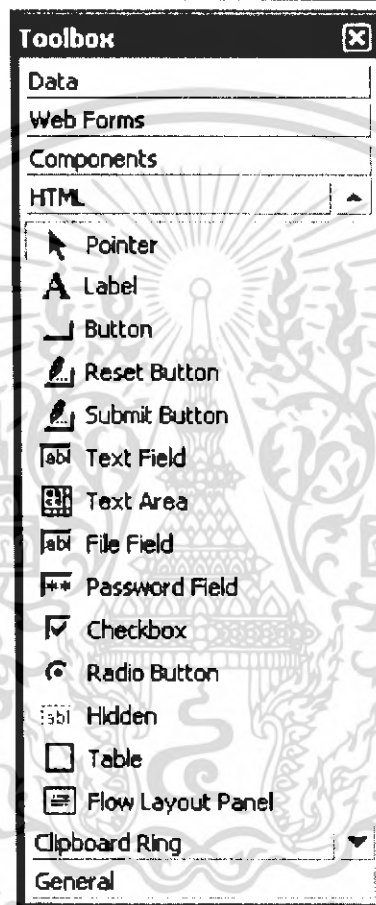 Toolbox
Data
Web Forms
Components
HTML
Pointer
Label
Button
Reset Button
Submit Button
Text Field
Text Area
File Field
Password Field
Checkbox
Radio Button
Hidden
Table
Flow Layout Panel
Clipboard Ring
General